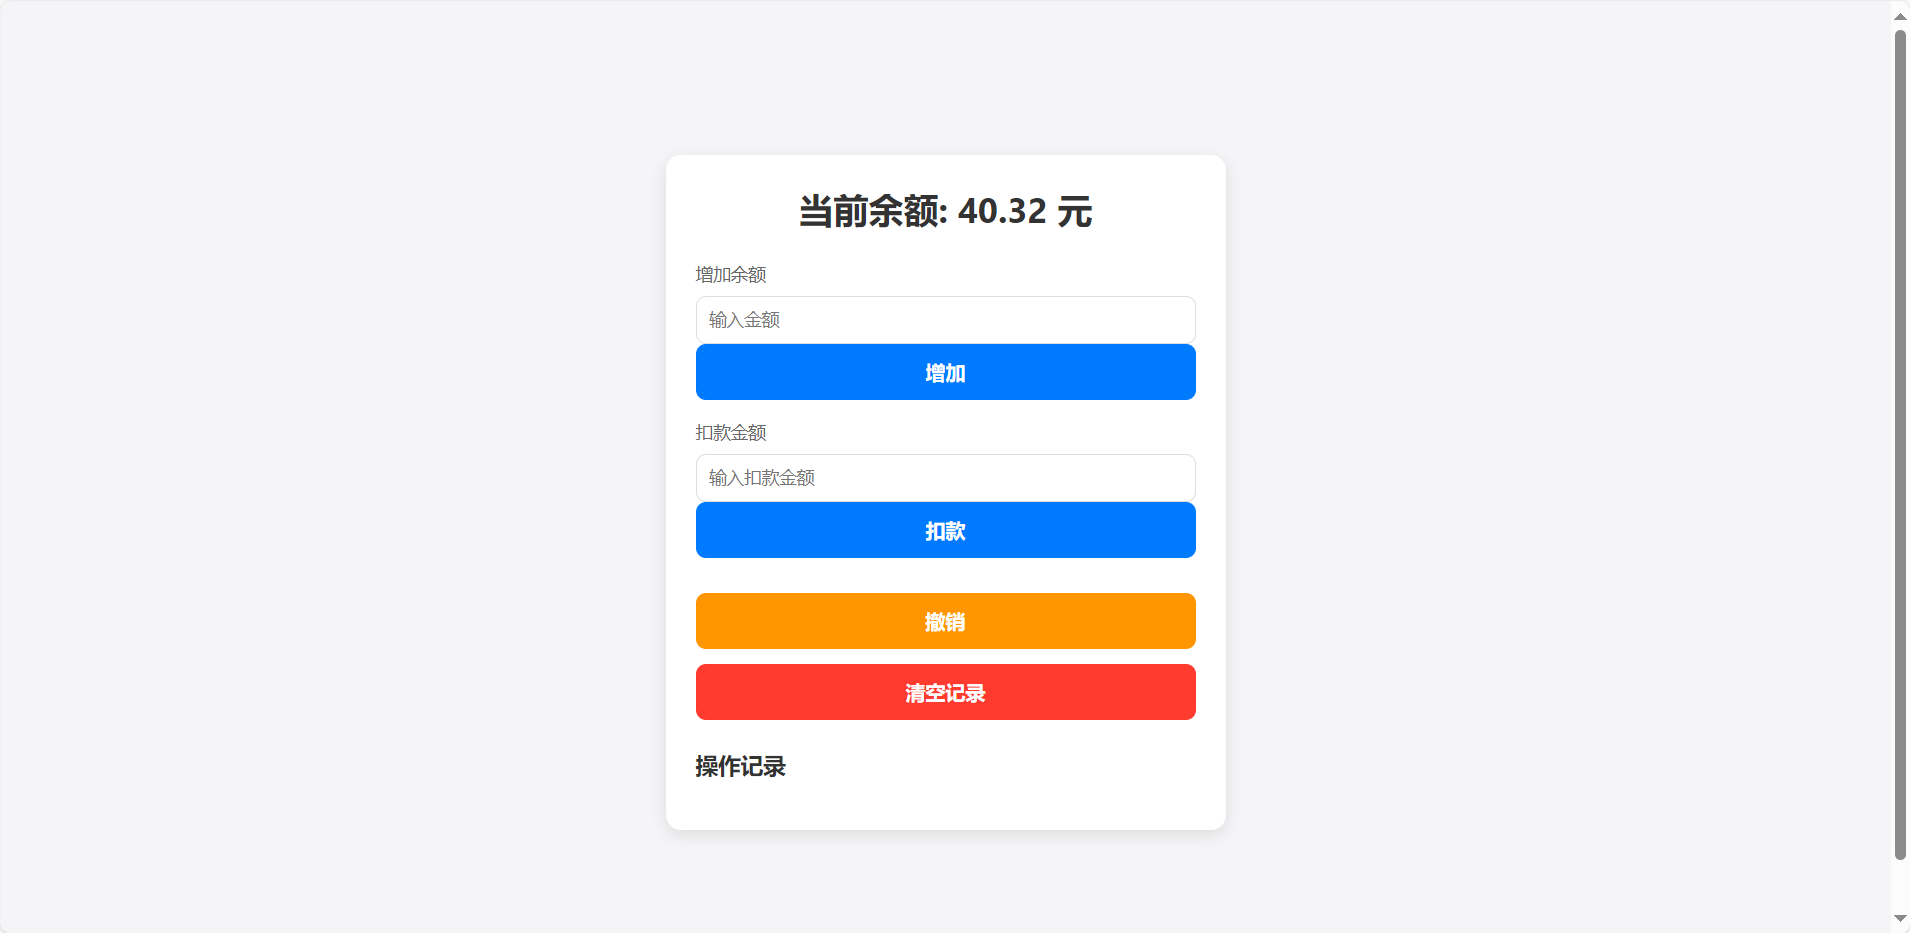 当前余额: 40.32 元
增加余额
输入金额
增加
扣款金额
输入扣款金额
扣款
撤销
清空记录
操作记录